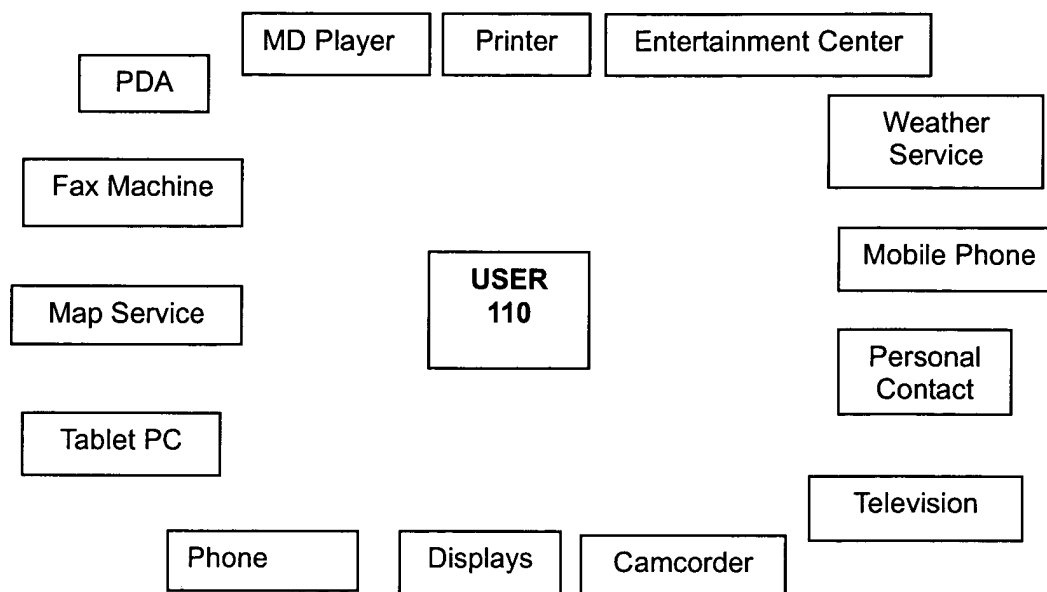 MD Player
Printer
Entertainment Center
PDA
Weather
Service
Fax Machine
Mobile Phone
USER
110
Map Service
Personal
Contact
Tablet PC
Television
Phone
Displays
Camcorder